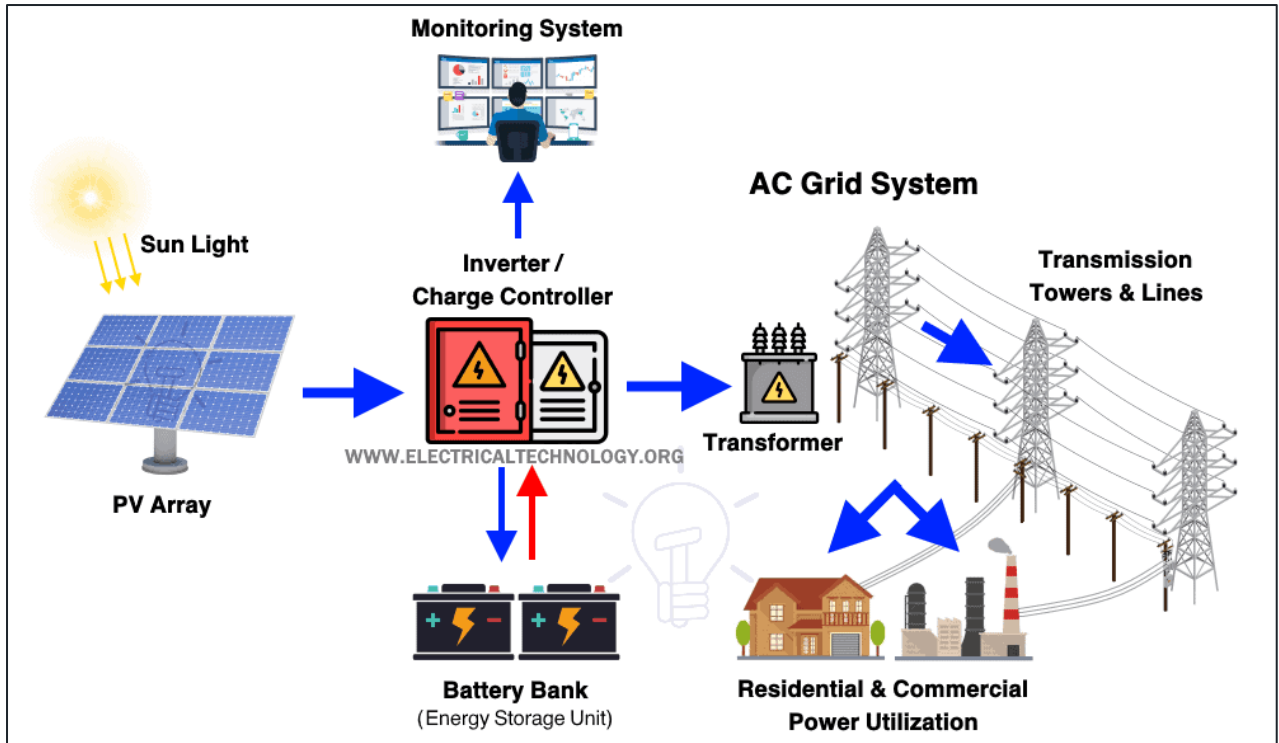 Monitoring System
AC Grid System
Sun Light
Transmission
Towers & Lines
Inverter /
Charge Controller
Transformer
WWW.ELECTRICALTECHNOLOGY.ORG
PV Array
+ - + -
Battery Bank
(Energy Storage Unit)
Residential & Commercial
Power Utilization